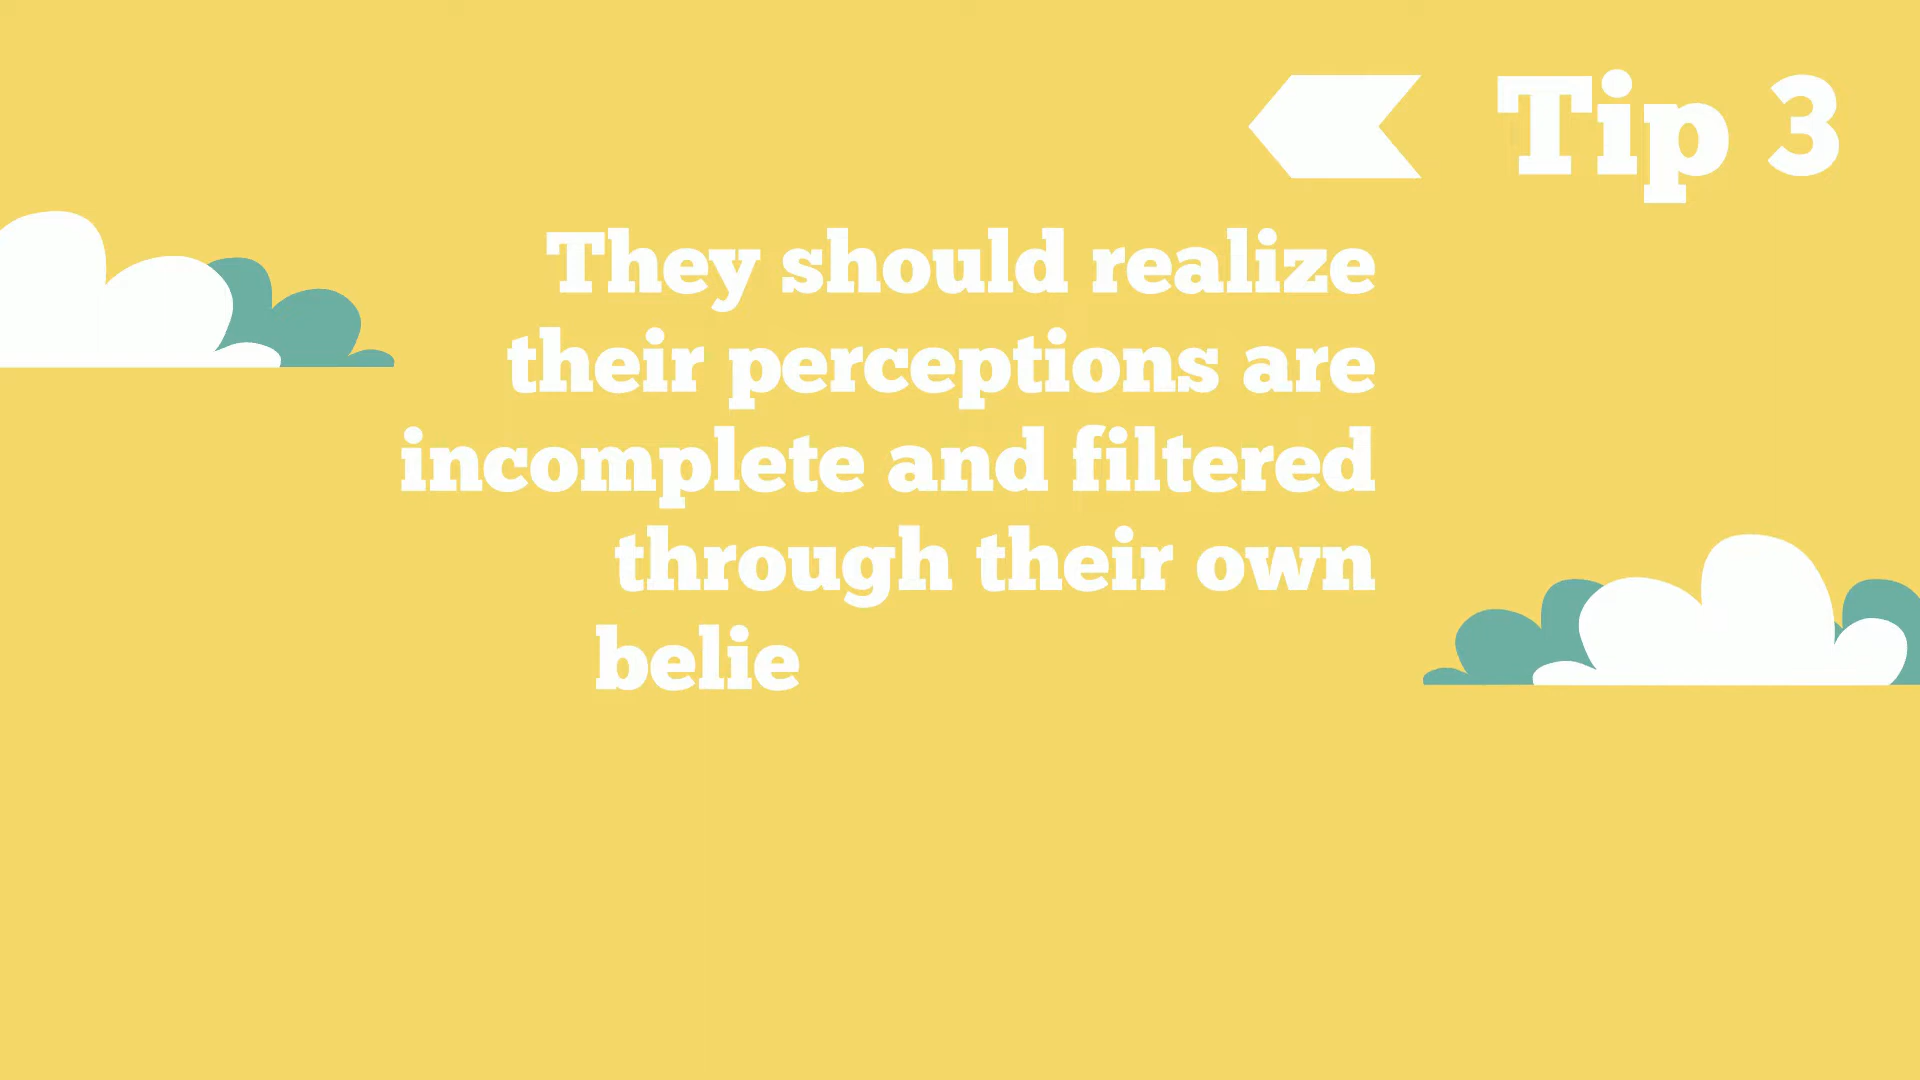 Tip 3
They should realize
their perceptions are
incomplete and filtered
through their own
belie